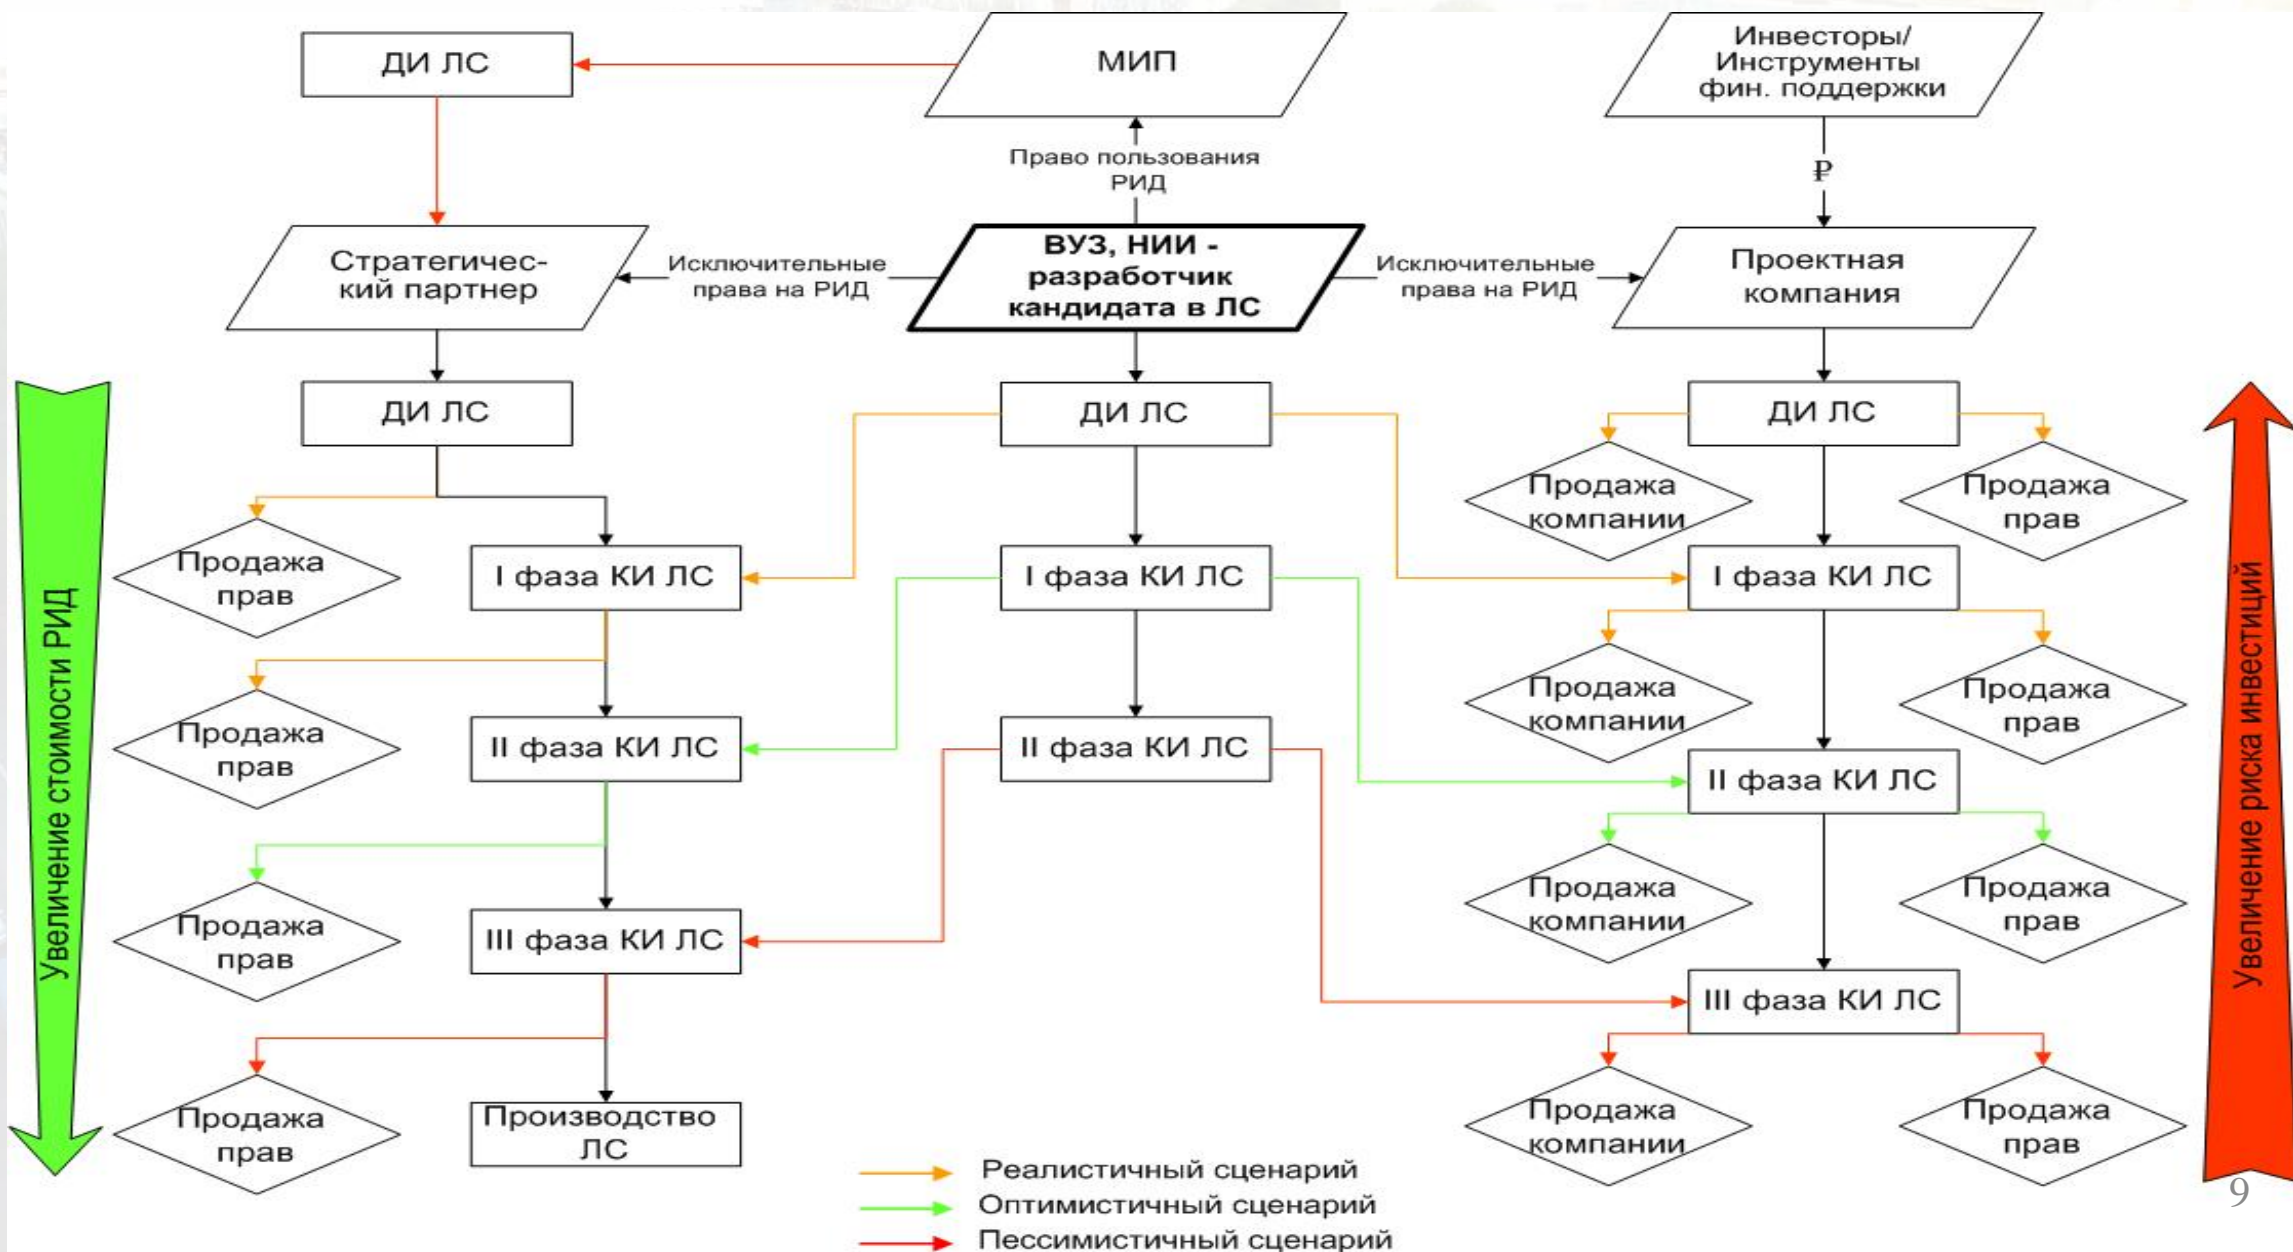 ДИ ЛС
МИП
Инвесторы/
Инструменты
фин. поддержки
Право пользования
РИД
₽
Стратегичес-
кий партнер
Исключительные
права на РИД
ВУЗ, НИИ -
разработчик
кандидата в ЛС
Исключительные
права на РИД
Проектная
компания
ДИ ЛС
ДИ ЛС
ДИ ЛС
Продажа
компании
Продажа
прав
Продажа
прав
I фаза КИ ЛС
I фаза КИ ЛС
I фаза КИ ЛС
Продажа
компании
Продажа
прав
Продажа
прав
II фаза КИ ЛС
II фаза КИ ЛС
II фаза КИ ЛС
Продажа
компании
Продажа
прав
Продажа
прав
III фаза КИ ЛС
III фаза КИ ЛС
Продажа
прав
Производство
ЛС
Продажа
компании
Продажа
прав
Увеличение стоимости РИД
Увеличение риска инвестиций
Реалистичный сценарий
Оптимистичный сценарий
Пессимистичный сценарий
9